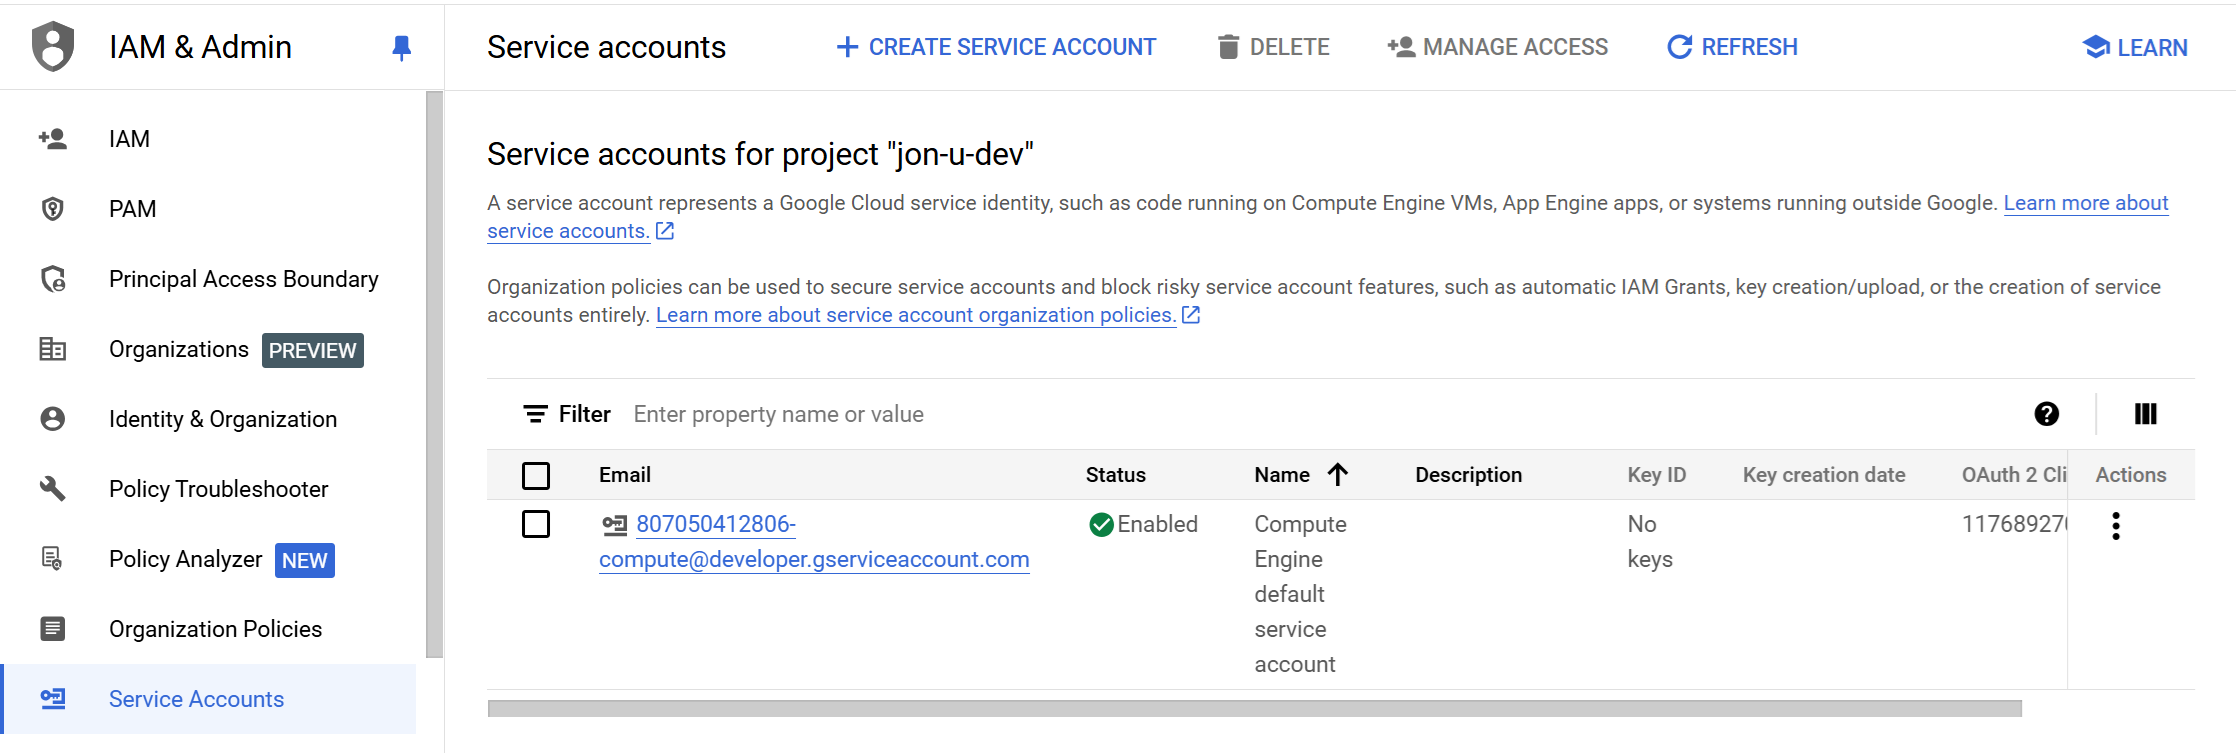 IAM & Admin
IAM
PAM
Principal Access Boundary
Organizations PREVIEW
Identity & Organization
Policy Troubleshooter
Policy Analyzer NEW
Organization Policies
Service Accounts
Service accounts
CREATE SERVICE ACCOUNT
DELETE
MANAGE ACCESS
REFRESH
LEARN
Service accounts for project "jon-u-dev"
A service account represents a Google Cloud service identity, such as code running on Compute Engine VMs, App Engine apps, or systems running outside Google. Learn more about
service accounts.
Organization policies can be used to secure service accounts and block risky service account features, such as automatic IAM Grants, key creation/upload, or the creation of service
accounts entirely. Learn more about service account organization policies.
Filter Enter property name or value
Email Status Name Description Key ID Key creation date OAuth 2 Cli Actions
807050412806-
compute@developer.gserviceaccount.com
Enabled
Compute
Engine
default
service
account
No
keys
11768927